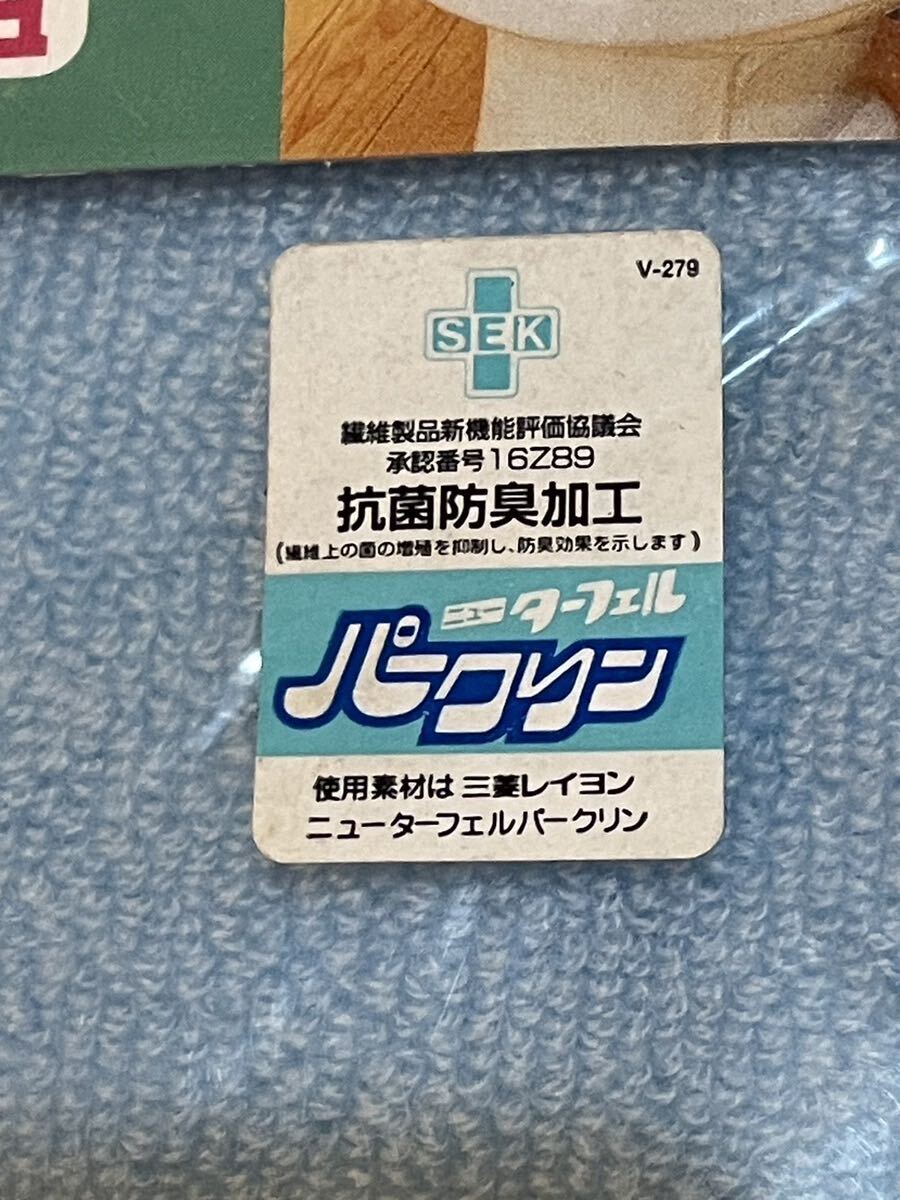 V-279
SEK
繊維製品新機能評価協議会
承認番号16Z89
抗菌防臭加工
(繊維上の菌の増殖を抑制し、防臭効果を示します)
ニューターフェル
パークリン
使用素材は三菱レイヨン
ニューターフェルパークリン